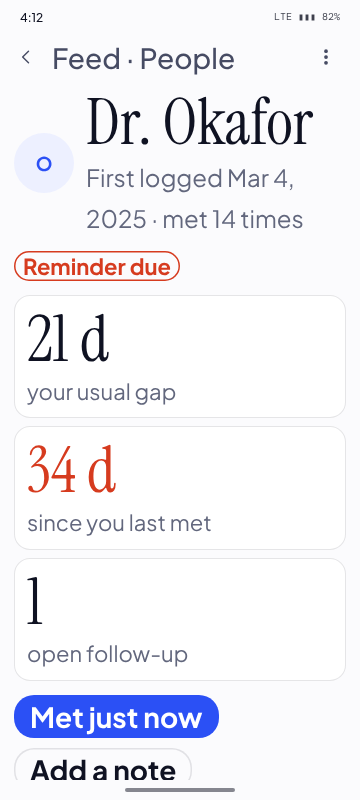 4:12
LTE 82%
Feed · People
Dr. Okafor
First logged Mar 4,
2025 · met 14 times
Reminder due
21 d
your usual gap
34 d
since you last met
1
open follow-up
Met just now
Add a note